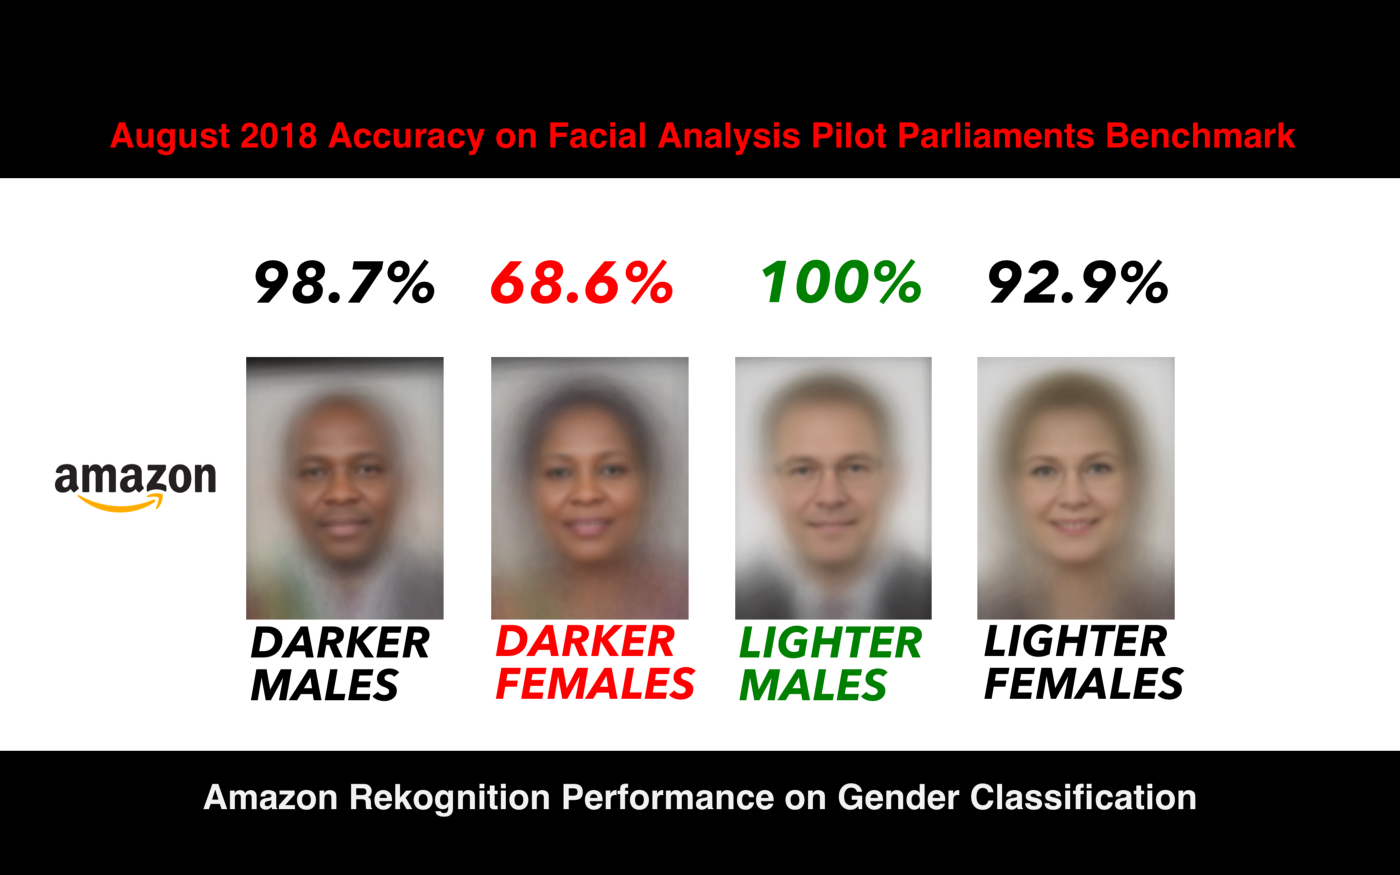 August 2018 Accuracy on Facial Analysis Pilot Parliaments Benchmark
98.7% 68.6% 100% 92.9%
amazon
DARKER MALES
DARKER FEMALES
LIGHTER MALES
LIGHTER FEMALES
Amazon Rekognition Performance on Gender Classification